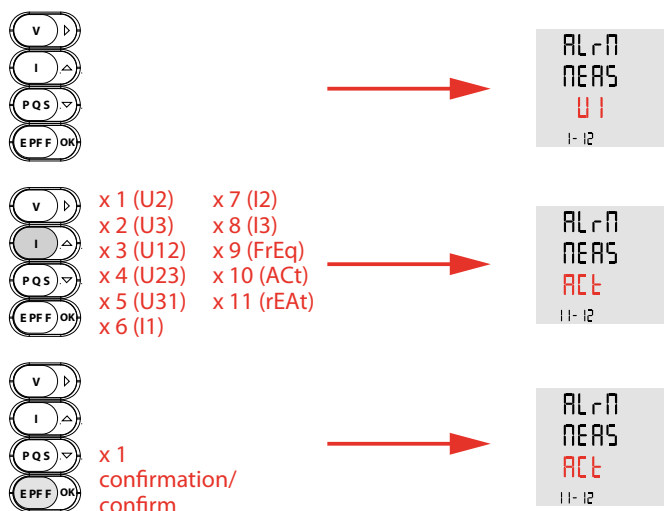 V
I
PQS
EPFF OK
ALrM
MEAS
U1
1-12
V
I
PQS
EPFF OK
x 1 (U2) x 7 (I2)
x 2 (U3) x 8 (I3)
x 3 (U12) x 9 (FrEq)
x 4 (U23) x 10 (ACt)
x 5 (U31) x 11 (rEAt)
x 6 (I1)
ALrM
MEAS
ACt
11-12
V
I
PQS
EPFF OK
x 1
confirmation/
confirm
ALrM
MEAS
ACt
11-12